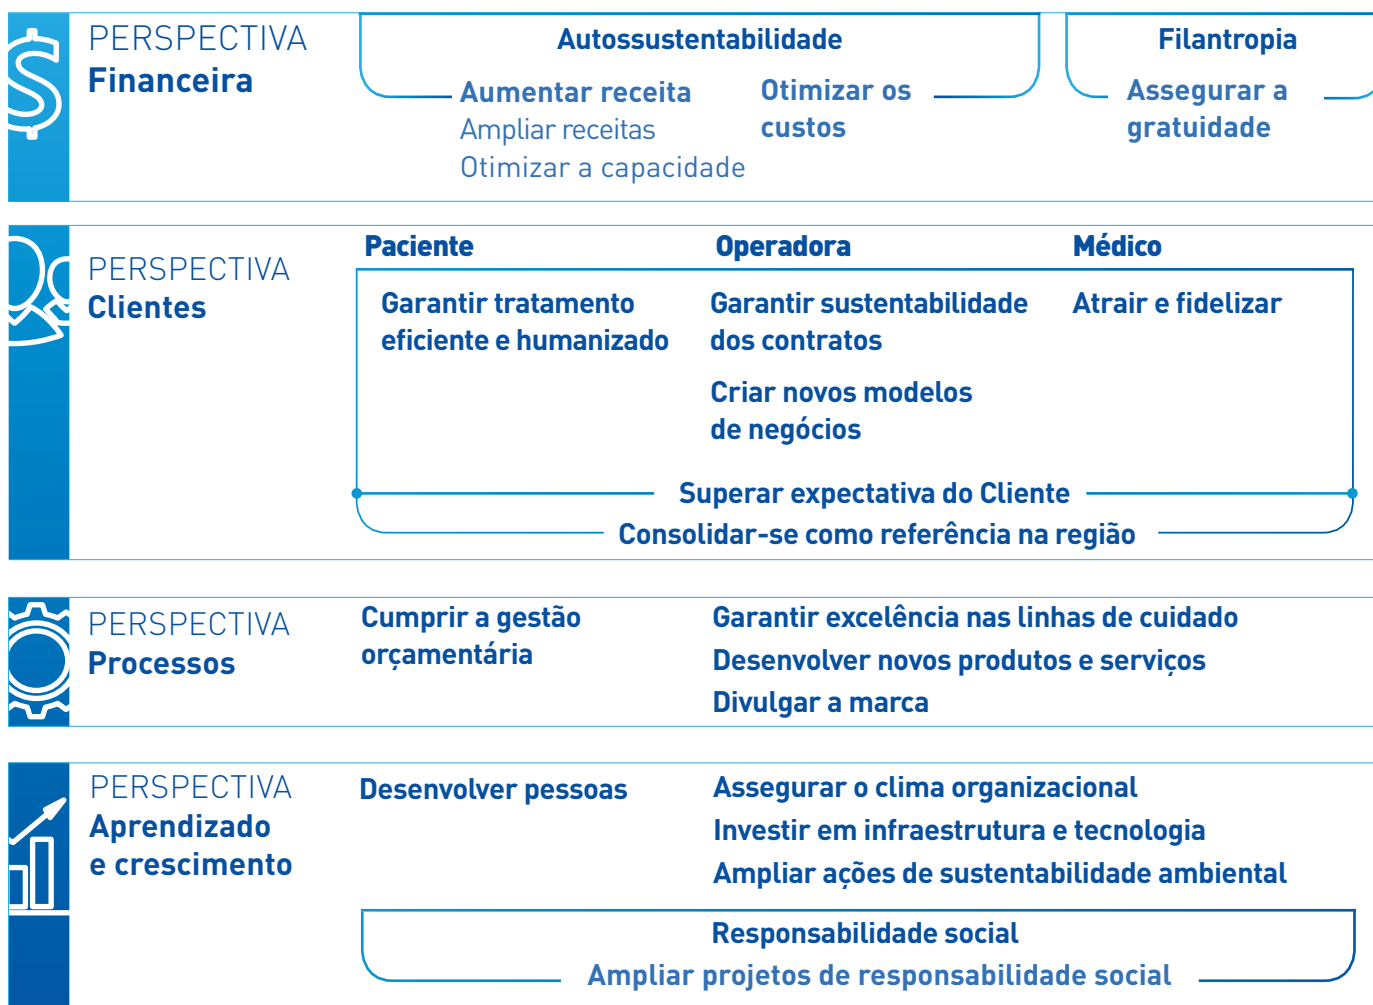 PERSPECTIVA
Financeira
Autossustentabilidade
Aumentar receita
Ampliar receitas
Otimizar a capacidade
Otimizar os
custos
Filantropia
Assegurar a
gratuidade
PERSPECTIVA
Clientes
Paciente
Garantir tratamento
eficiente e humanizado
Operadora
Garantir sustentabilidade
dos contratos
Criar novos modelos
de negócios
Médico
Atrair e fidelizar
Superar expectativa do Cliente
Consolidar-se como referência na região
PERSPECTIVA
Processos
Cumprir a gestão
orçamentária
Garantir excelência nas linhas de cuidado
Desenvolver novos produtos e serviços
Divulgar a marca
PERSPECTIVA
Aprendizado
e crescimento
Desenvolver pessoas
Assegurar o clima organizacional
Investir em infraestrutura e tecnologia
Ampliar ações de sustentabilidade ambiental
Responsabilidade social
Ampliar projetos de responsabilidade social